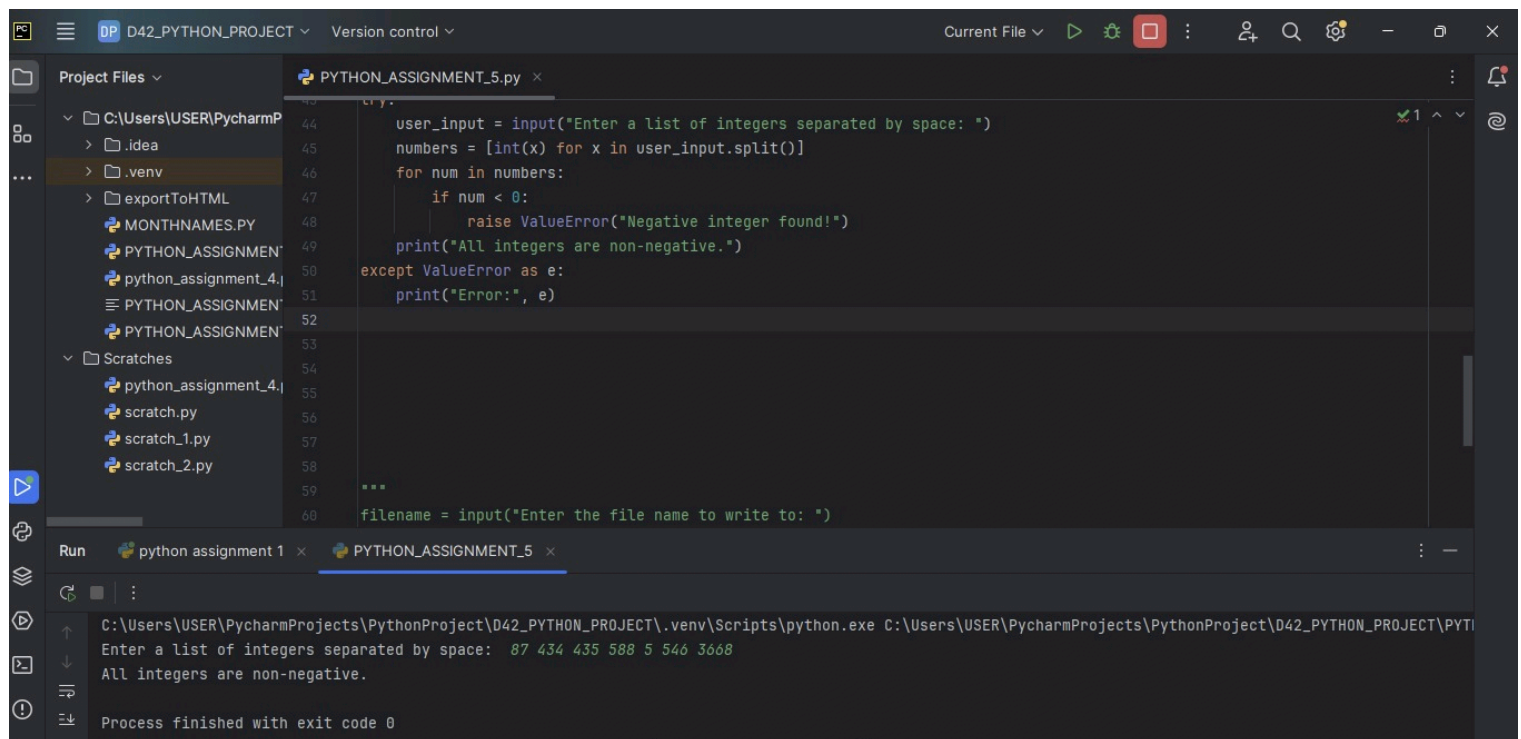 PC
DP D42_PYTHON_PROJECT Version control Current File
Project Files
PYTHON_ASSIGNMENT_5.py
C:\Users\USER\PycharmP
.idea
.venv
exportToHTML
MONTHNAMES.PY
PYTHON_ASSIGNMEN
python_assignment_4.p
PYTHON_ASSIGNMEN
PYTHON_ASSIGNMENT
Scratches
python_assignment_4.p
scratch.py
scratch_1.py
scratch_2.py
43 try:
44 user_input = input("Enter a list of integers separated by space: ")
45 numbers = [int(x) for x in user_input.split()]
46 for num in numbers:
47 if num < 0:
48 raise ValueError("Negative integer found!")
49 print("All integers are non-negative.")
50 except ValueError as e:
51 print("Error:", e)
52
53
54
55
56
57
58
59 """
60 filename = input("Enter the file name to write to: ")
1
Run python assignment 1 PYTHON_ASSIGNMENT_5
C:\Users\USER\PycharmProjects\PythonProject\D42_PYTHON_PROJECT\.venv\Scripts\python.exe C:\Users\USER\PycharmProjects\PythonProject\D42_PYTHON_PROJECT\PYT
Enter a list of integers separated by space: 87 434 435 588 5 546 3668
All integers are non-negative.
Process finished with exit code 0